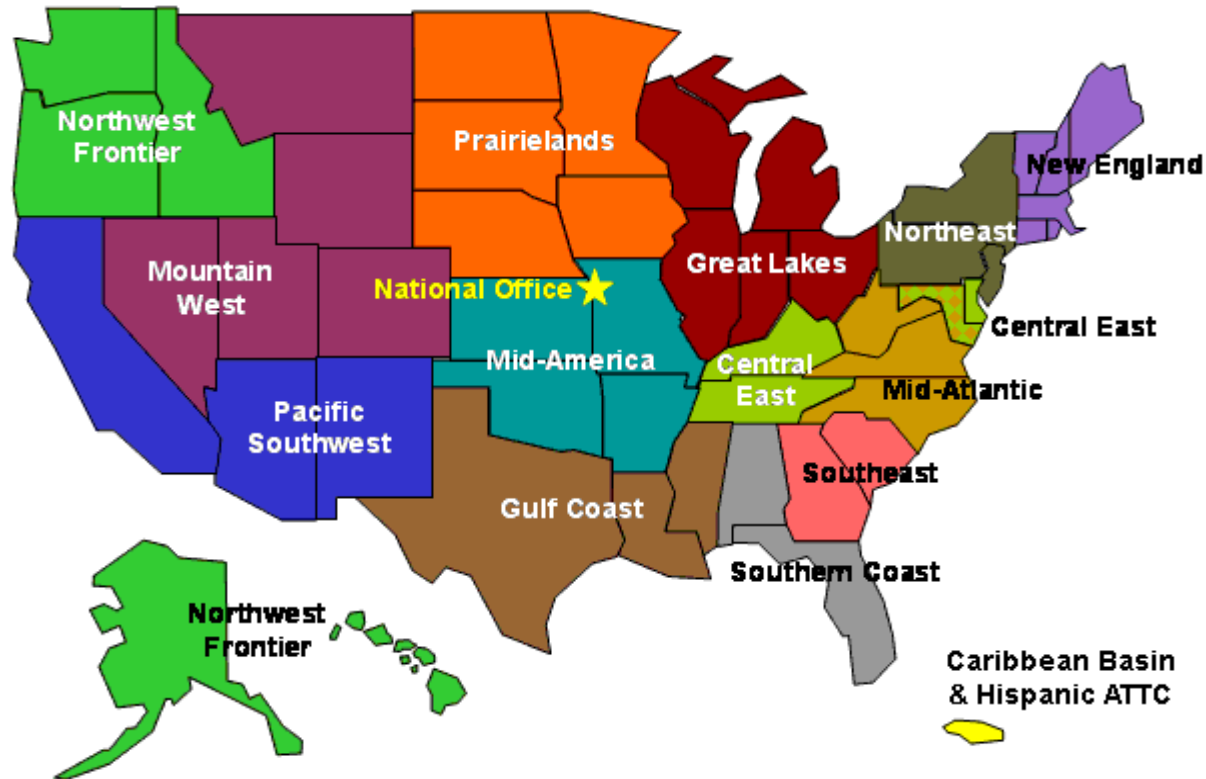 Northwest
Frontier
Prairielands
New England
Northeast
Mountain
West
National Office
Great Lakes
Central East
Mid-America
Central
East
Mid-Atlantic
Pacific
Southwest
Southeast
Gulf Coast
Southern Coast
Northwest
Frontier
Caribbean Basin
& Hispanic ATTC